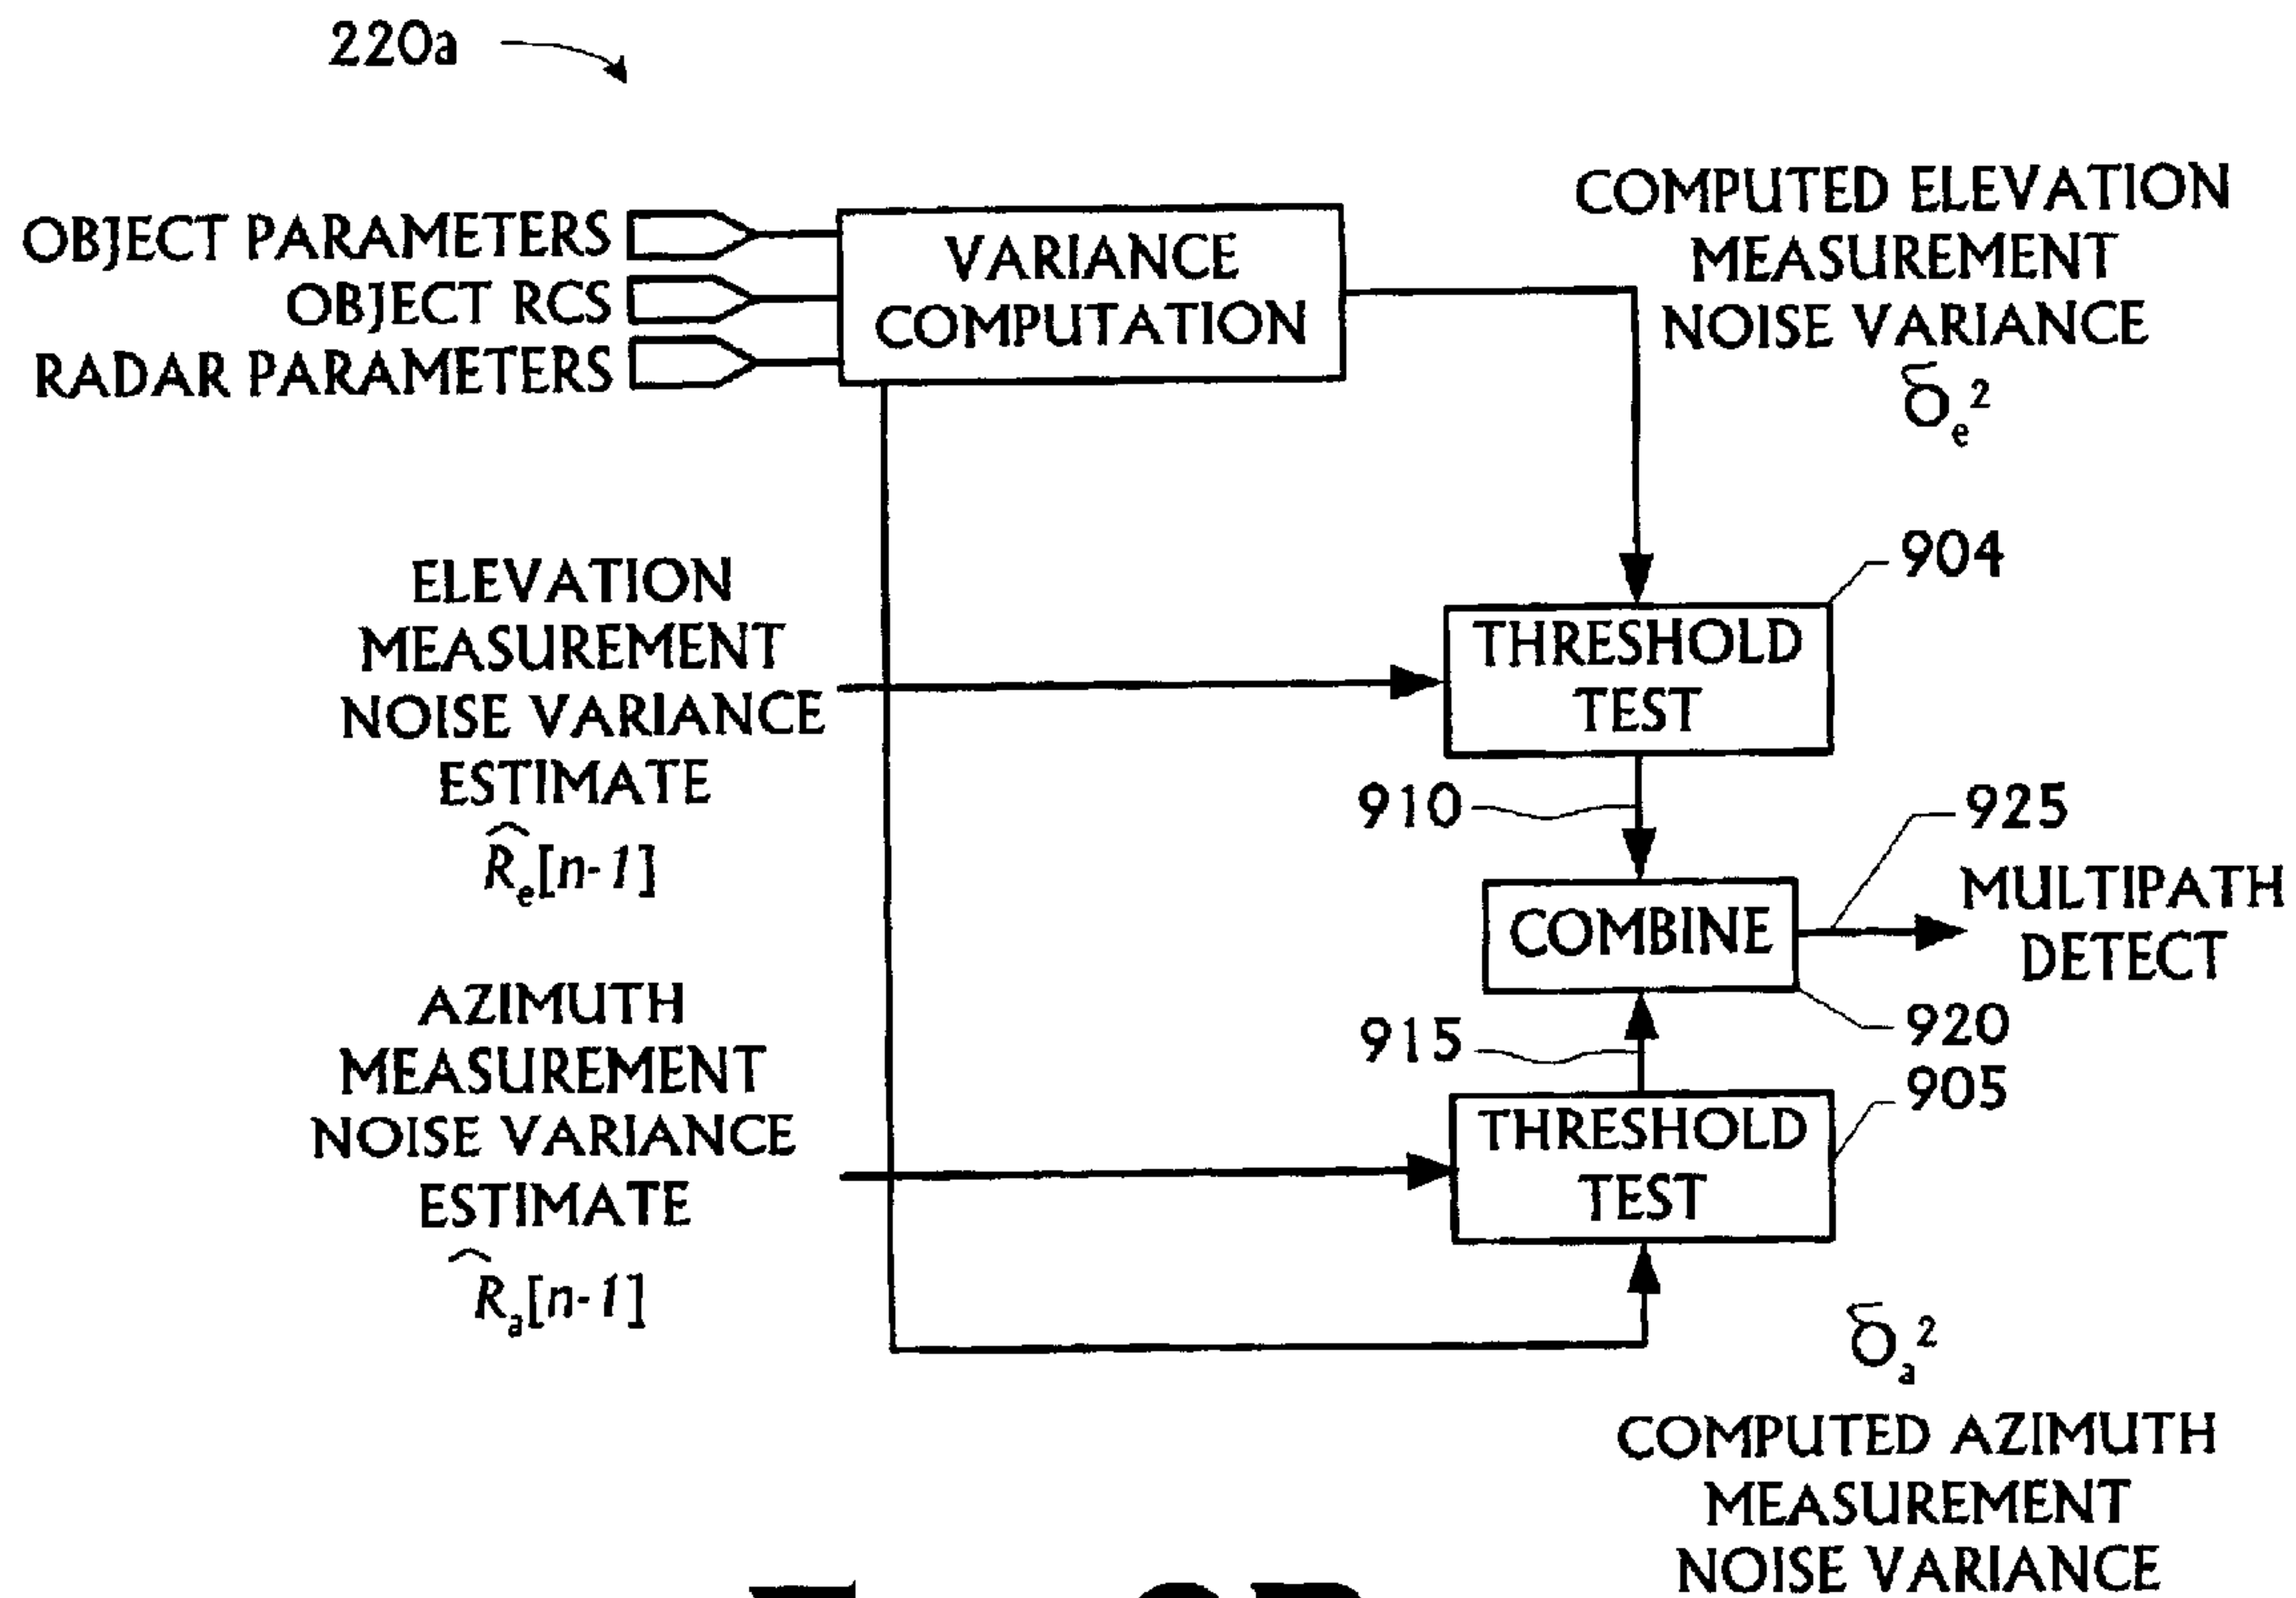 220a
OBJECT PARAMETERS
OBJECT RCS
RADAR PARAMETERS
VARIANCE
COMPUTATION
COMPUTED ELEVATION
MEASUREMENT
NOISE VARIANCE
δ̅ₑ²
ELEVATION
MEASUREMENT
NOISE VARIANCE
ESTIMATE
R̂ₑ[n-1]
904
THRESHOLD
TEST
910
925
COMBINE
MULTIPATH
DETECT
920
915
905
THRESHOLD
TEST
AZIMUTH
MEASUREMENT
NOISE VARIANCE
ESTIMATE
R̂ₐ[n-1]
δ̅ₐ²
COMPUTED AZIMUTH
MEASUREMENT
NOISE VARIANCE